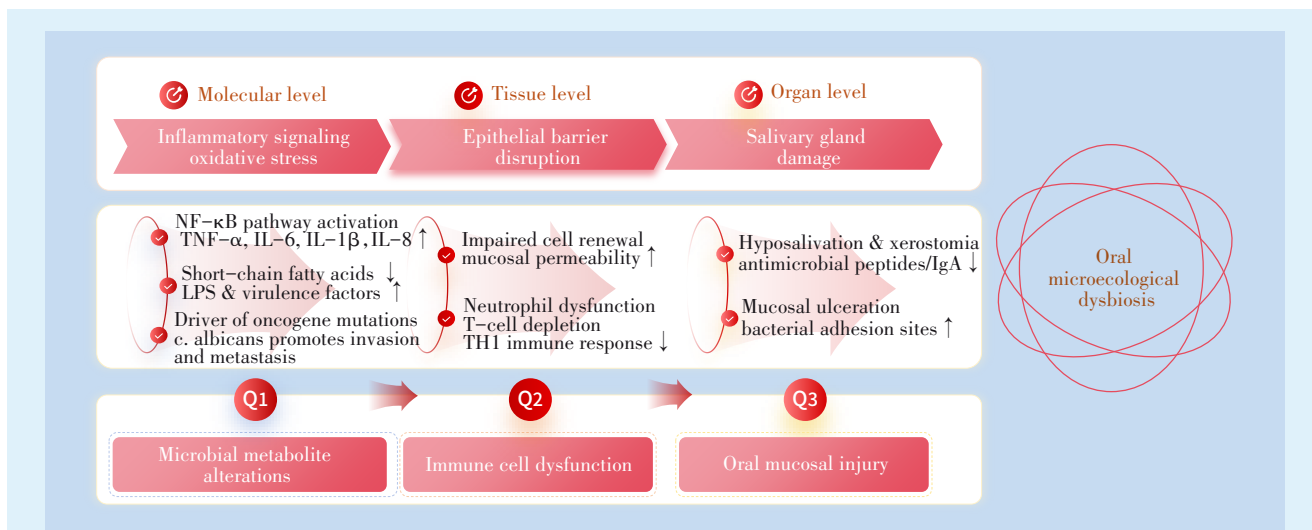 Molecular level
Tissue level
Organ level
Inflammatory signaling
oxidative stress
Epithelial barrier
disruption
Salivary gland
damage
NF-κB pathway activation
TNF-α, IL-6, IL-1β, IL-8 ↑
Short-chain fatty acids ↓
LPS & virulence factors ↑
Driver of oncogene mutations
c. albicans promotes invasion
and metastasis
Impaired cell renewal
mucosal permeability ↑
Neutrophil dysfunction
T-cell depletion
TH1 immune response ↓
Hyposalivation & xerostomia
antimicrobial peptides/IgA ↓
Mucosal ulceration
bacterial adhesion sites ↑
Q1
Q2
Q3
Microbial metabolite
alterations
Immune cell dysfunction
Oral mucosal injury
Oral
microecological
dysbiosis